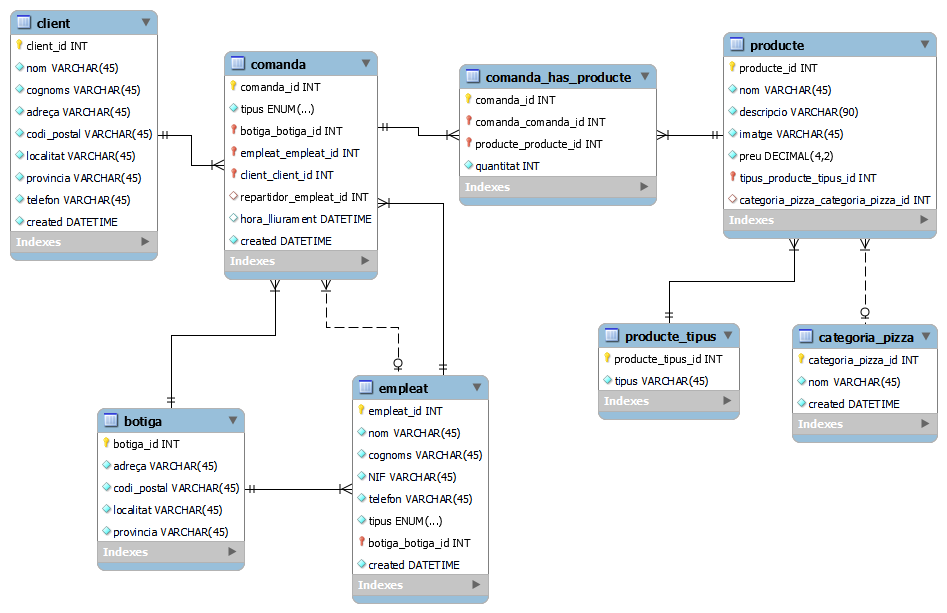 client
client_id INT
nom VARCHAR(45)
cognoms VARCHAR(45)
adreça VARCHAR(45)
codi_postal VARCHAR(45)
localitat VARCHAR(45)
provincia VARCHAR(45)
telefon VARCHAR(45)
created DATETIME
Indexes
comanda
comanda_id INT
tipus ENUM(...)
botiga_botiga_id INT
empleat_empleat_id INT
client_client_id INT
repartidor_empleat_id INT
hora_lliurament DATETIME
created DATETIME
Indexes
comanda_has_producte
comanda_id INT
comanda_comanda_id INT
producte_producte_id INT
quantitat INT
Indexes
producte
producte_id INT
nom VARCHAR(45)
descripcio VARCHAR(90)
imatge VARCHAR(45)
preu DECIMAL(4,2)
tipus_producte_tipus_id INT
categoria_pizza_categoria_pizza_id INT
Indexes
botiga
botiga_id INT
adreça VARCHAR(45)
codi_postal VARCHAR(45)
localitat VARCHAR(45)
provincia VARCHAR(45)
Indexes
empleat
empleat_id INT
nom VARCHAR(45)
cognoms VARCHAR(45)
NIF VARCHAR(45)
telefon VARCHAR(45)
tipus ENUM(...)
botiga_botiga_id INT
created DATETIME
Indexes
producte_tipus
producte_tipus_id INT
tipus VARCHAR(45)
Indexes
categoria_pizza
categoria_pizza_id INT
nom VARCHAR(45)
created DATETIME
Indexes